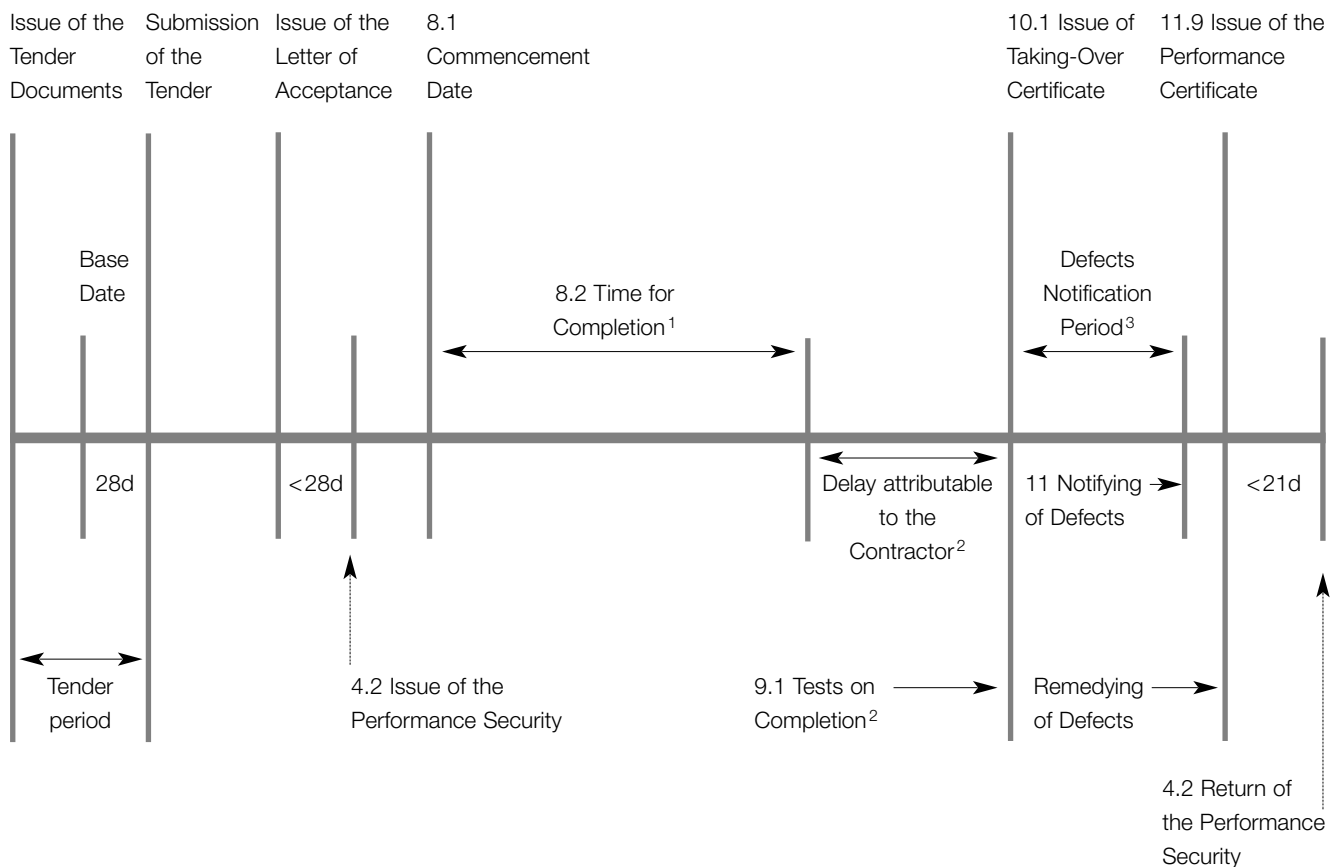 Issue of the
Tender
Documents
Submission
of the
Tender
Issue of the
Letter of
Acceptance
8.1
Commencement
Date
10.1 Issue of
Taking-Over
Certificate
11.9 Issue of the
Performance
Certificate
Base
Date
8.2 Time for
Completion¹
Defects
Notification
Period³
28d
<28d
Delay attributable
to the
Contractor²
11 Notifying
of Defects
<21d
Tender
period
4.2 Issue of the
Performance Security
9.1 Tests on
Completion²
Remedying
of Defects
4.2 Return of
the Performance
Security